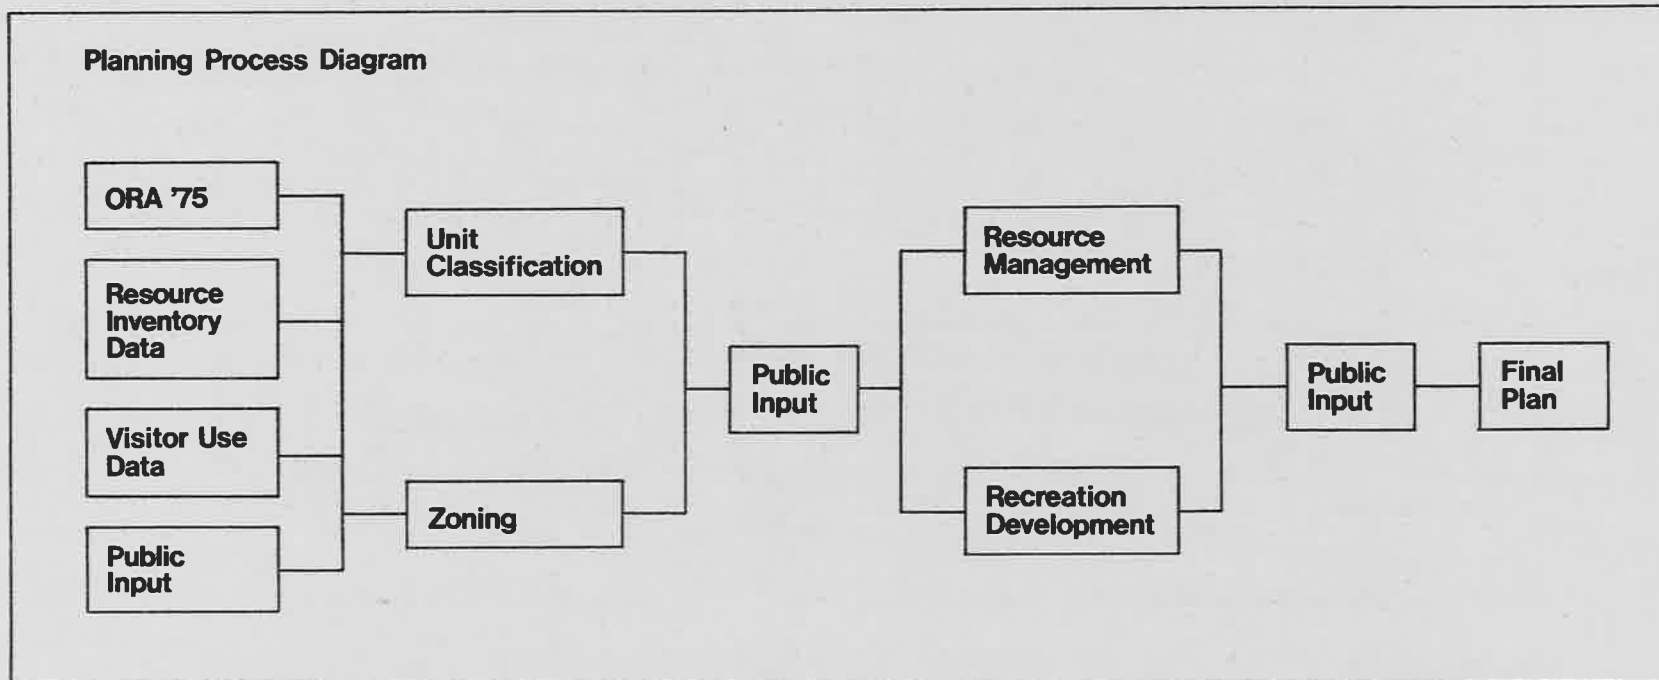 Planning Process Diagram
ORA '75
Resource
Inventory
Data
Visitor Use
Data
Public
Input
Unit
Classification
Zoning
Public
Input
Resource
Management
Recreation
Development
Public
Input
Final
Plan